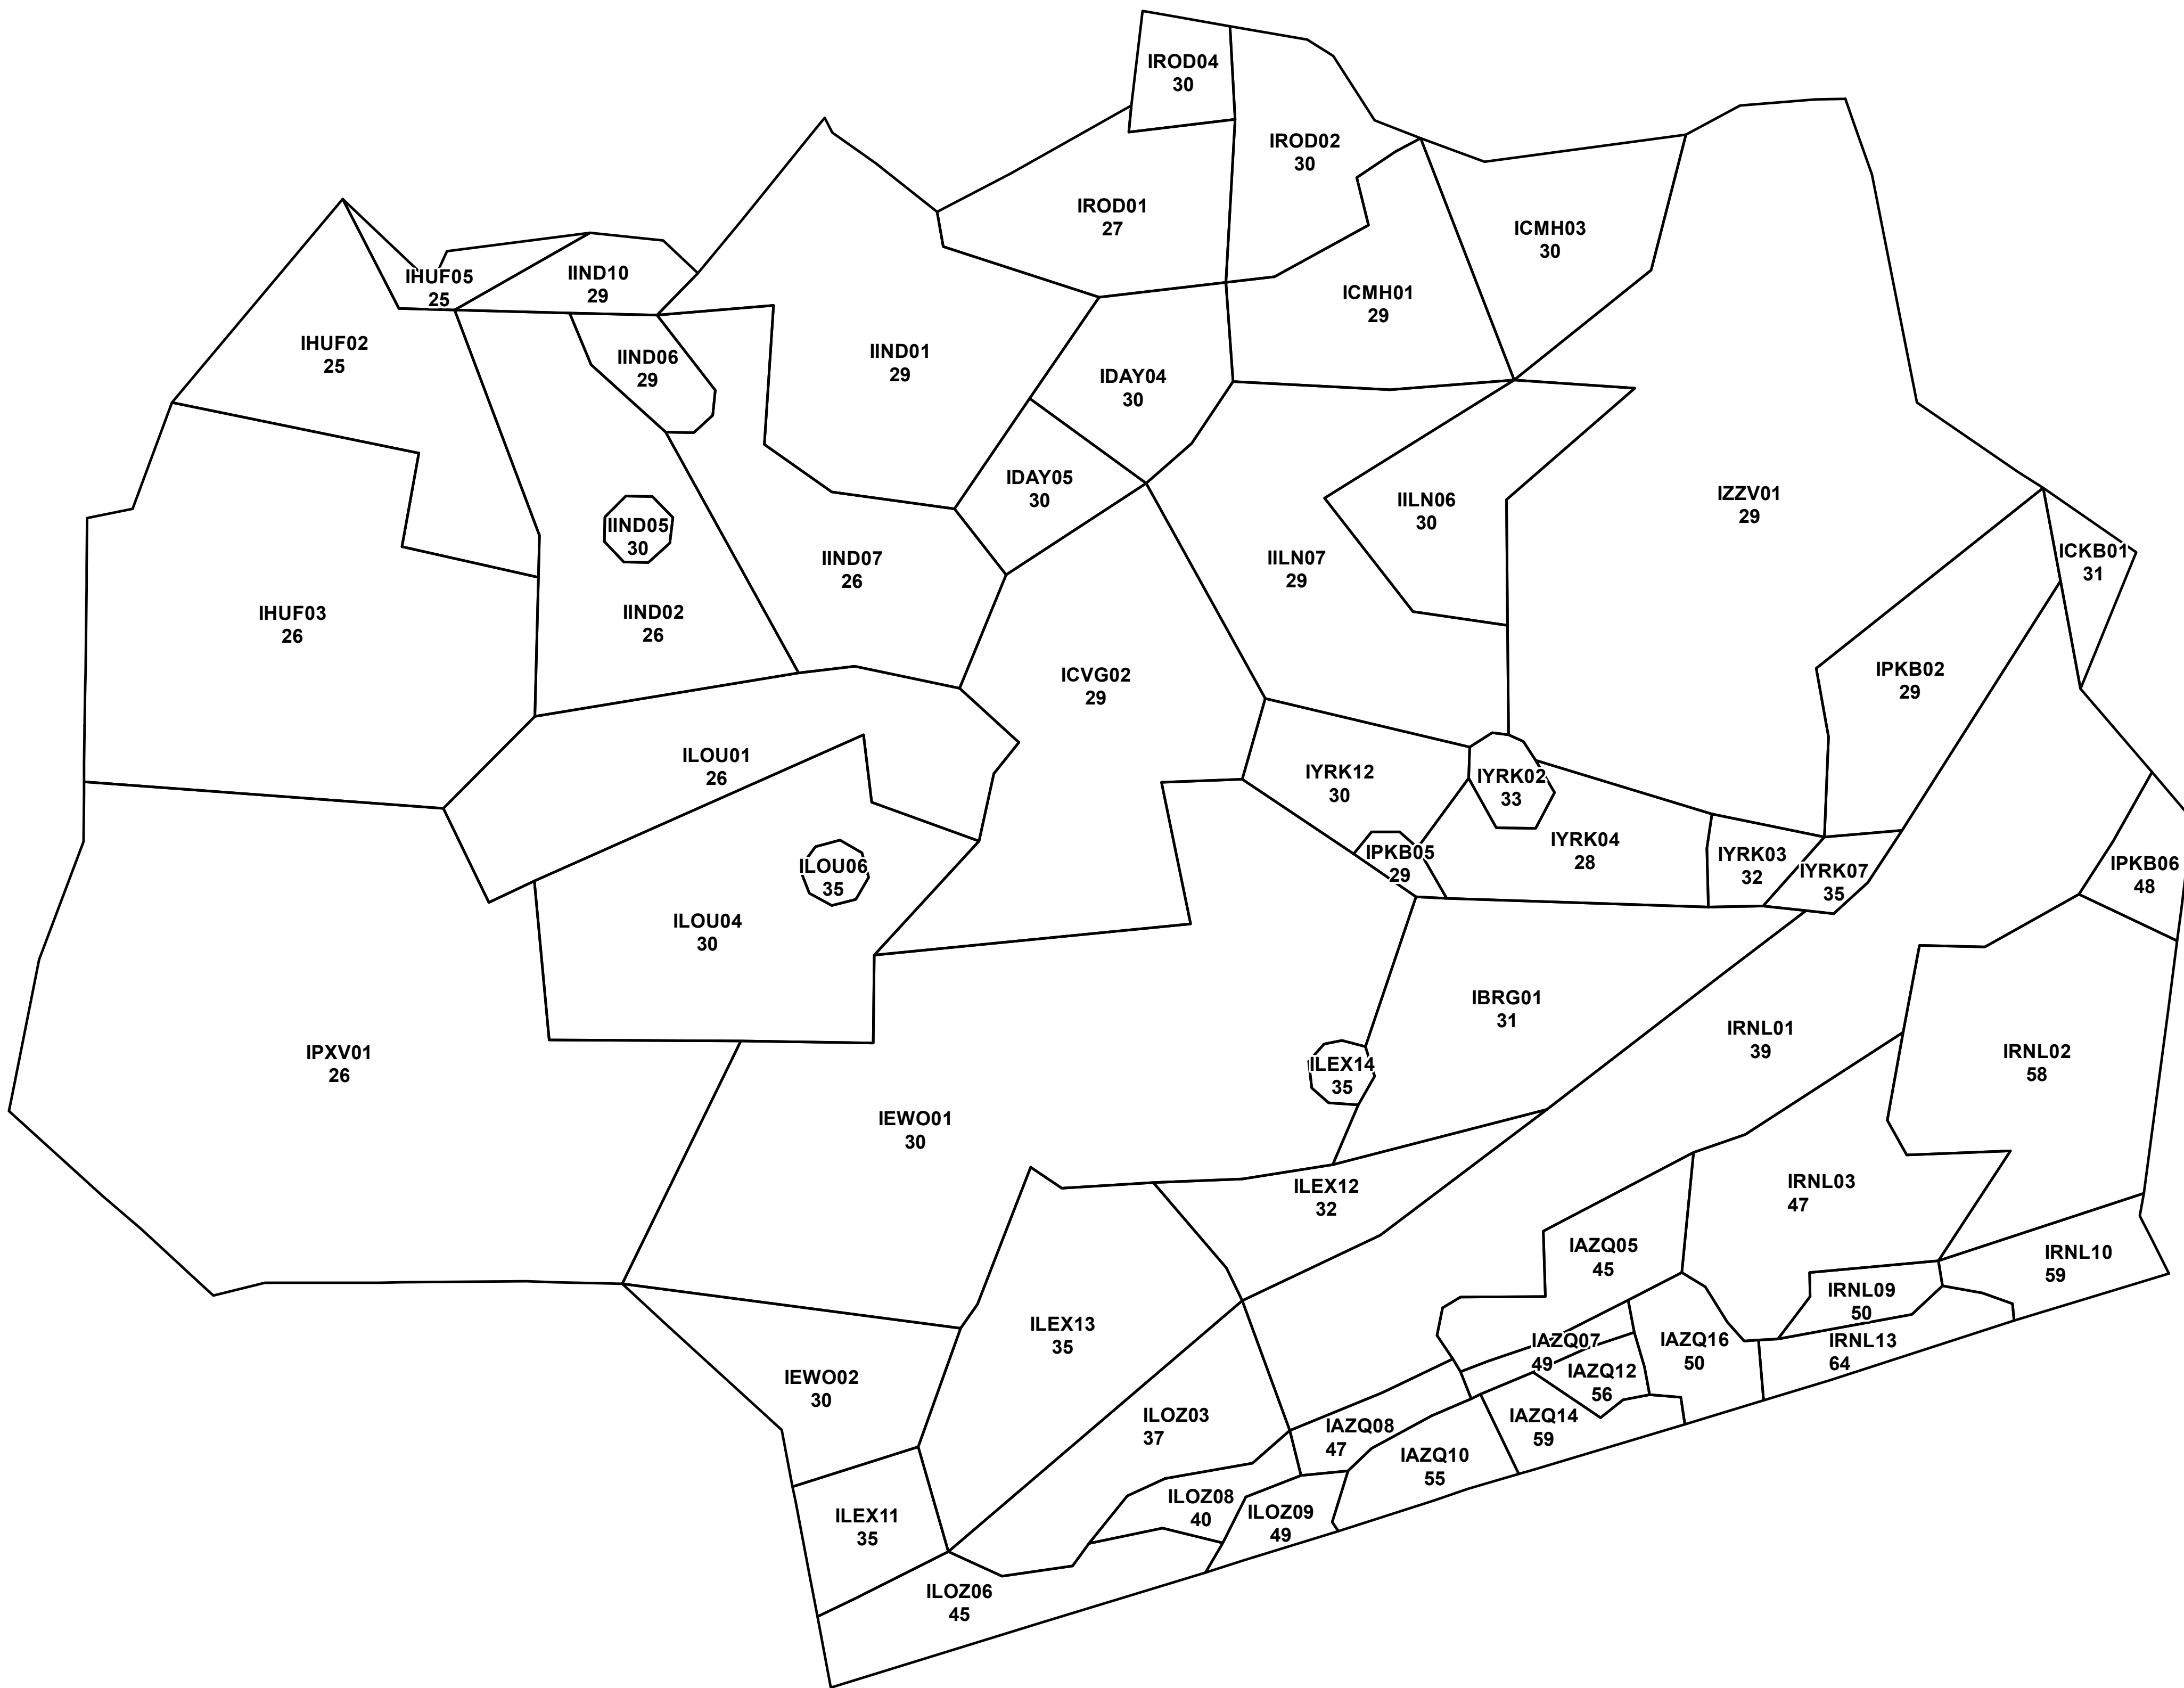 IROD04
30
IROD02
30
IROD01
27
ICMH03
30
IHUF05
25
IIND10
29
ICMH01
29
IHUF02
25
IIND06
29
IIND01
29
IDAY04
30
IDAY05
30
IILN06
30
IZZV01
29
IIND05
30
IIND07
26
IILN07
29
ICKB01
31
IHUF03
26
IIND02
26
ICVG02
29
IPKB02
29
ILOU01
26
IYRK12
30
IYRK02
33
IYRK04
28
IPKB05
29
IYRK03
32
IYRK07
35
IPKB06
48
ILOU06
35
ILOU04
30
IBRG01
31
IRNL01
39
IPXV01
26
ILEX14
35
IRNL02
58
IEWO01
30
ILEX12
32
IRNL03
47
IAZQ05
45
IRNL10
59
IRNL09
50
ILEX13
35
IAZQ07
49
IAZQ16
50
IRNL13
64
IEWO02
30
IAZQ12
56
ILOZ03
37
IAZQ08
47
IAZQ14
59
IAZQ10
55
ILOZ08
40
ILOZ09
49
ILEX11
35
ILOZ06
45